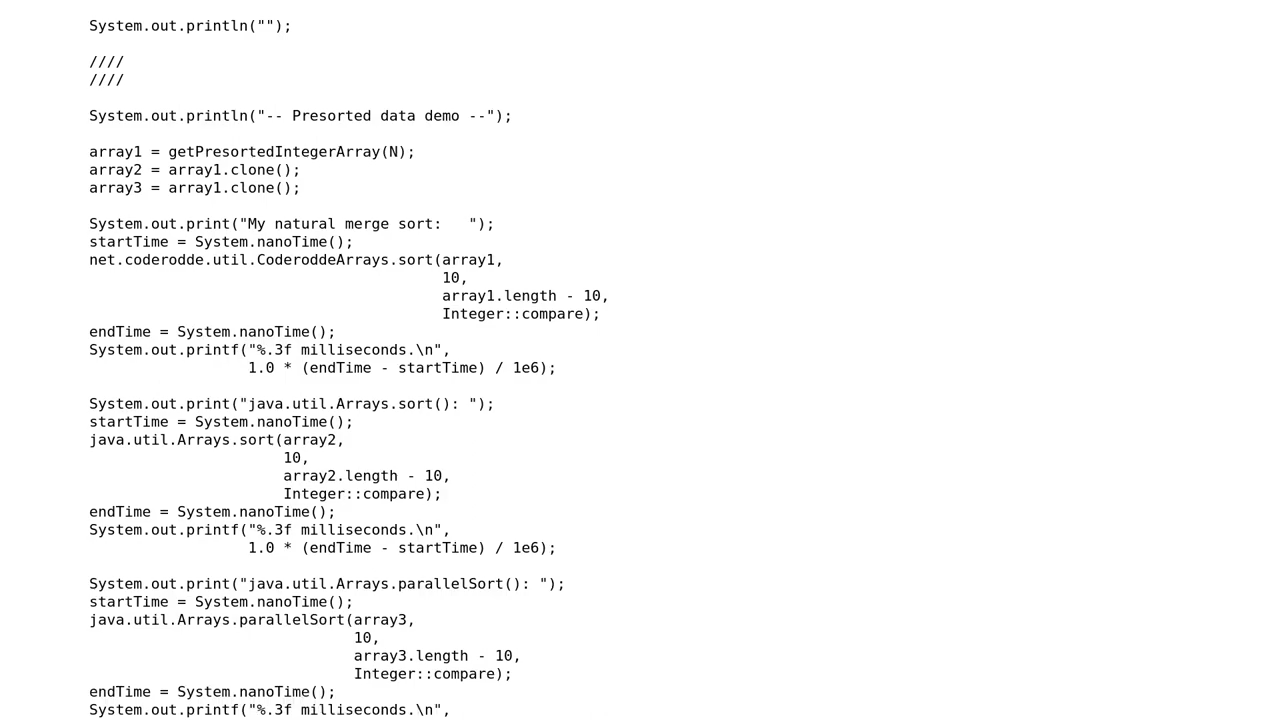 System.out.println("");

////
////

System.out.println("-- Presorted data demo --");

array1 = getPresortedIntegerArray(N);
array2 = array1.clone();
array3 = array1.clone();

System.out.print("My natural merge sort:   ");
startTime = System.nanoTime();
net.coderodde.util.CoderoddeArrays.sort(array1,
                                        10,
                                        array1.length - 10,
                                        Integer::compare);
endTime = System.nanoTime();
System.out.printf("%.3f milliseconds.\n",
                  1.0 * (endTime - startTime) / 1e6);

System.out.print("java.util.Arrays.sort(): ");
startTime = System.nanoTime();
java.util.Arrays.sort(array2,
                      10,
                      array2.length - 10,
                      Integer::compare);
endTime = System.nanoTime();
System.out.printf("%.3f milliseconds.\n",
                  1.0 * (endTime - startTime) / 1e6);

System.out.print("java.util.Arrays.parallelSort(): ");
startTime = System.nanoTime();
java.util.Arrays.parallelSort(array3,
                              10,
                              array3.length - 10,
                              Integer::compare);
endTime = System.nanoTime();
System.out.printf("%.3f milliseconds.\n",